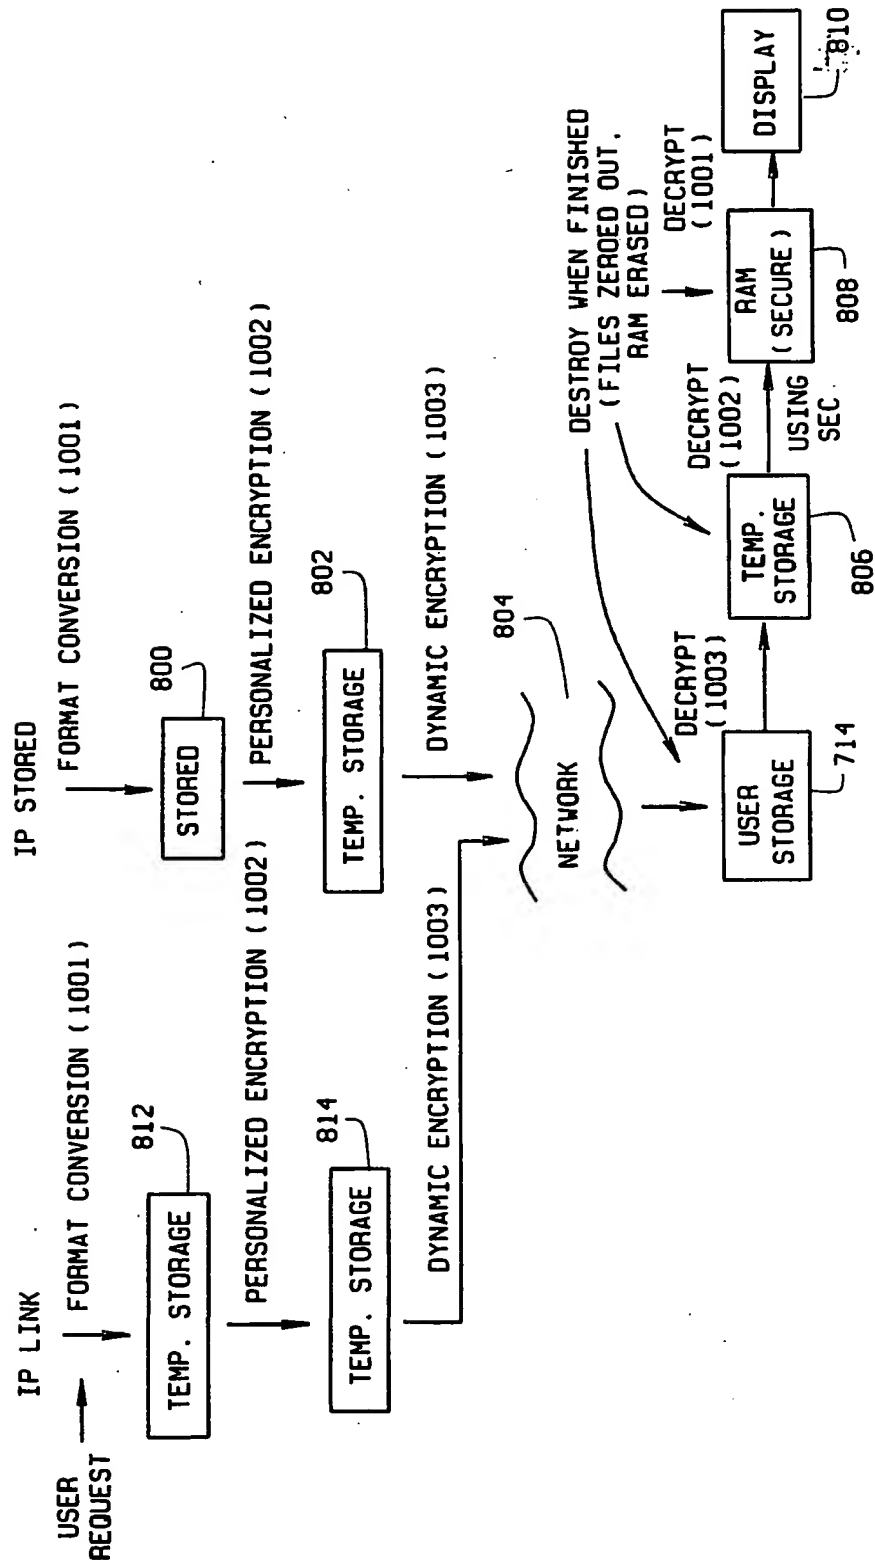 USER
REQUEST
IP LINK
FORMAT CONVERSION (1001)
812
TEMP. STORAGE
PERSONALIZED ENCRYPTION (1002)
814
TEMP. STORAGE
DYNAMIC ENCRYPTION (1003)
IP STORED
FORMAT CONVERSION (1001)
800
STORED
PERSONALIZED ENCRYPTION (1002)
802
TEMP. STORAGE
DYNAMIC ENCRYPTION (1003)
804
NETWORK
DESTROY WHEN FINISHED
(FILES ZEROED OUT,
RAM ERASED)
USER
STORAGE
714
DECRYPT
(1003)
TEMP.
STORAGE
806
DECRYPT
(1002)
USING
SEC
RAM
(SECURE)
808
DECRYPT
(1001)
DISPLAY
810